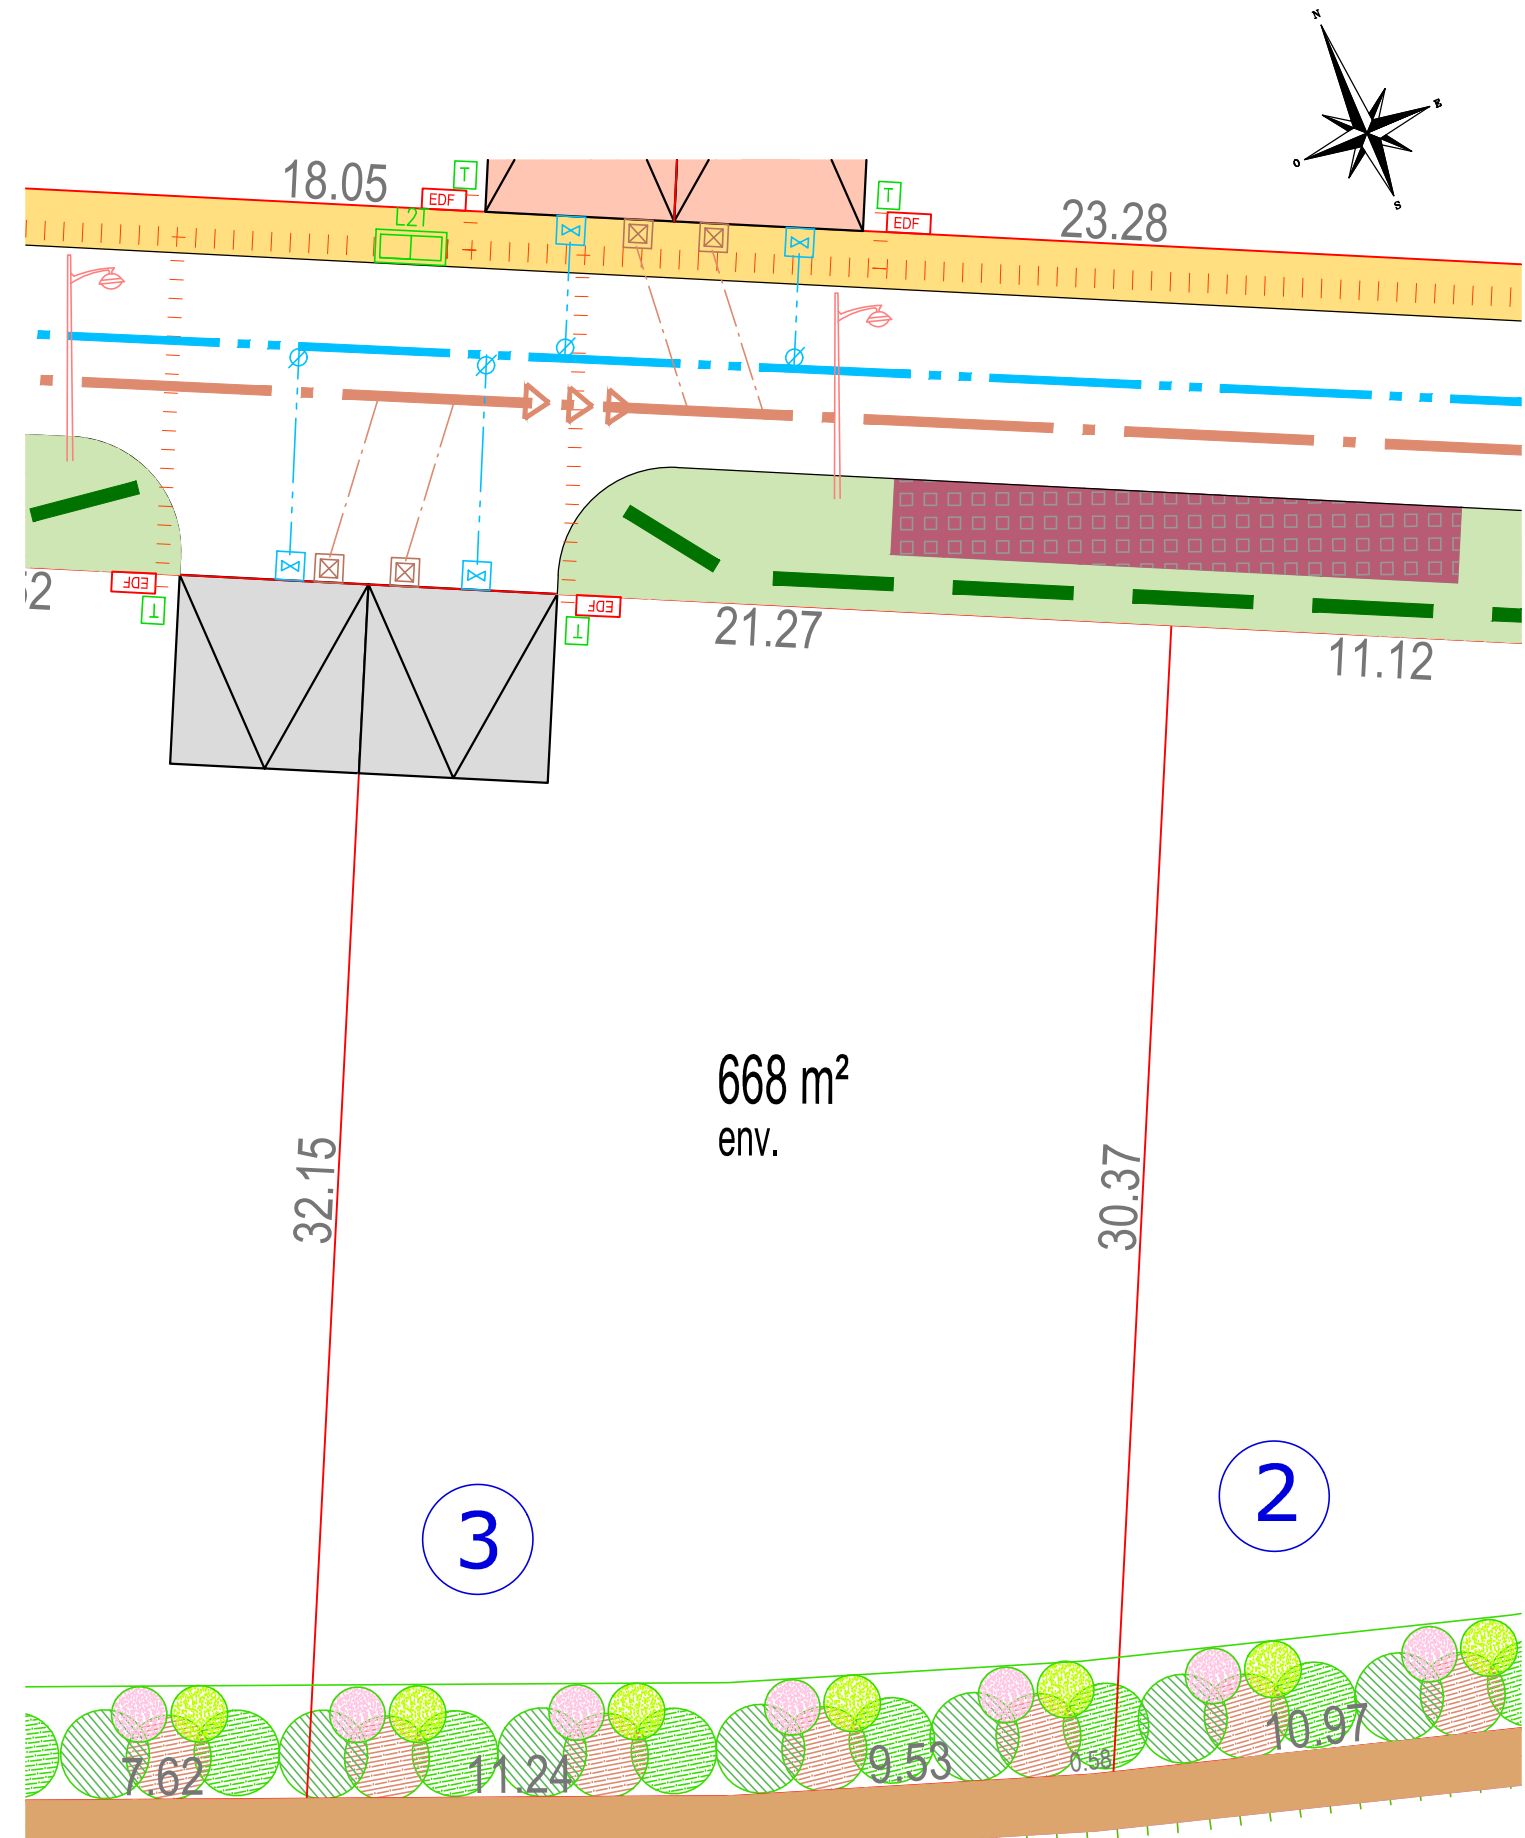 N
E
O
S
18.05
T
EDF
L21
T
EDF
23.28
EDF
T
EDF
T
21.27
11.12
668 m²
env.
32.15
30.37
3
2
7.62
11.24
9.53
0.58
10.97